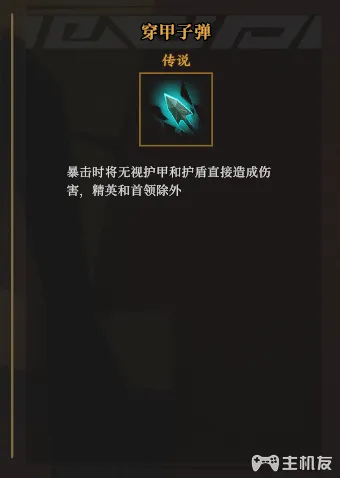 穿甲子弹
传说
暴击时将无视护甲和护盾直接造成伤
害，精英和首领除外
主机友